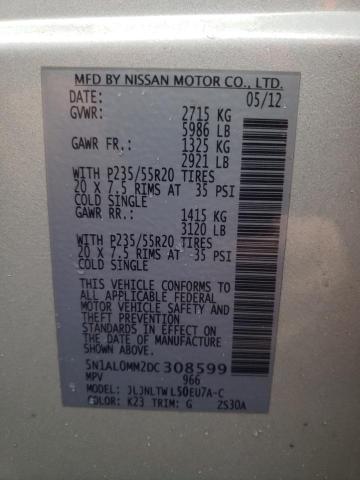 MFD BY NISSAN MOTOR CO., LTD.
DATE: 05/12
GVWR: 2715 KG
5986 LB
GAWR FR.: 1325 KG
2921 LB
WITH P235/55R20 TIRES
20 X 7.5 RIMS AT 35 PSI
COLD SINGLE
GAWR RR.: 1415 KG
3120 LB
WITH P235/55R20 TIRES
20 X 7.5 RIMS AT 35 PSI
COLD SINGLE
THIS VEHICLE CONFORMS TO
ALL APPLICABLE FEDERAL
MOTOR VEHICLE SAFETY
AND THEFT PREVENTION
STANDARDS IN EFFECT ON
THE DATE OF MANUFACTURE
SHOWN ABOVE
5N1AL0MM2DC308599
MPV 966
MODEL: JLJNLTWL50EU7A-C
COLOR: K23 TRIM: G ZS30A